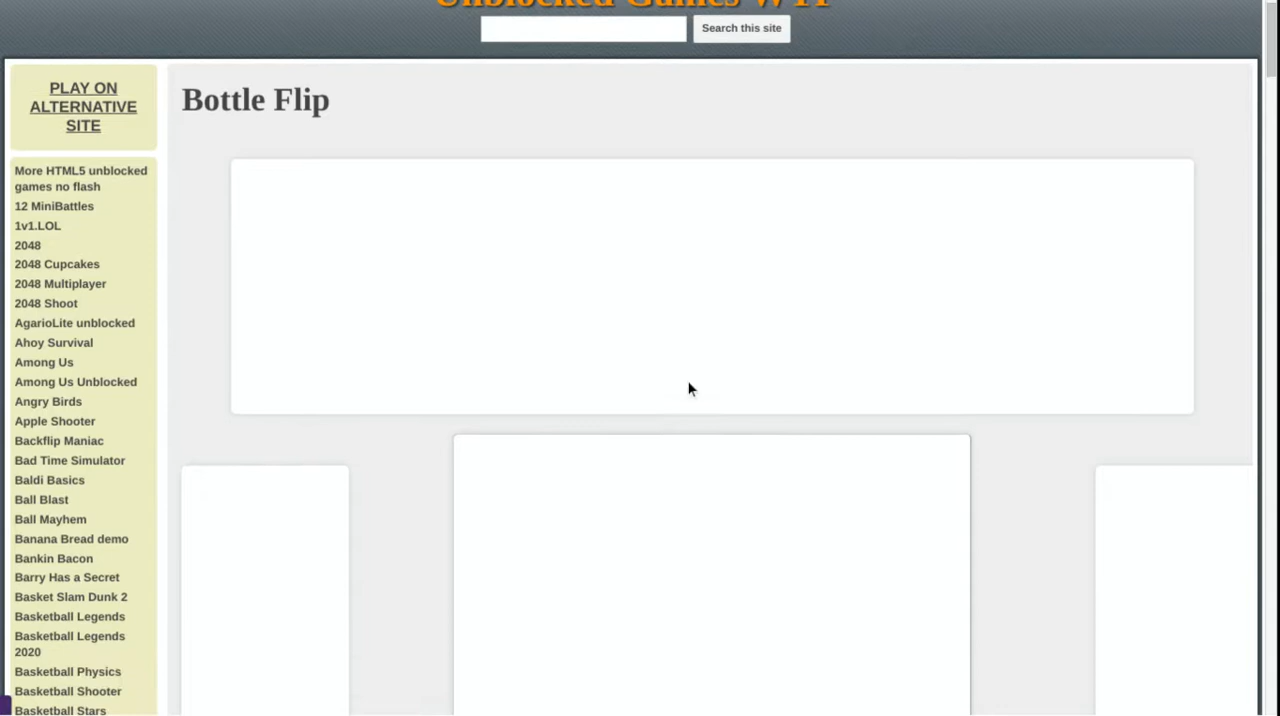 Unblocked Games WTF
Search this site
PLAY ON
ALTERNATIVE
SITE
Bottle Flip
More HTML5 unblocked
games no flash
12 MiniBattles
1v1.LOL
2048
2048 Cupcakes
2048 Multiplayer
2048 Shoot
AgarioLite unblocked
Ahoy Survival
Among Us
Among Us Unblocked
Angry Birds
Apple Shooter
Backflip Maniac
Bad Time Simulator
Baldi Basics
Ball Blast
Ball Mayhem
Banana Bread demo
Bankin Bacon
Barry Has a Secret
Basket Slam Dunk 2
Basketball Legends
Basketball Legends
2020
Basketball Physics
Basketball Shooter
Basketball Stars